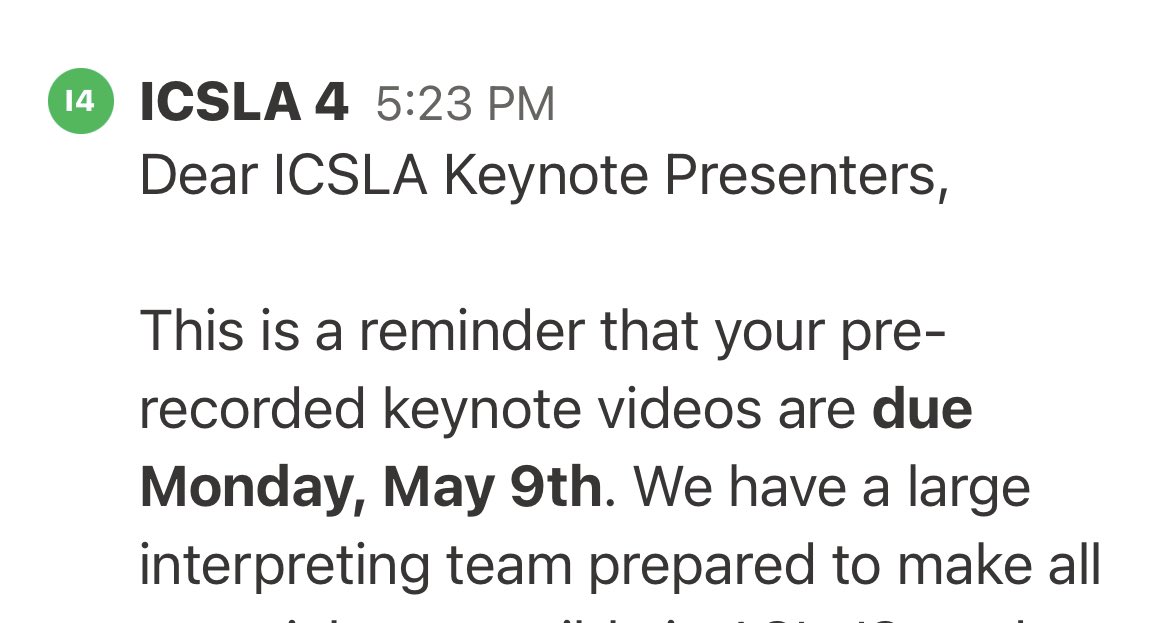 I4
ICSLA 4 5:23 PM
Dear ICSLA Keynote Presenters,
This is a reminder that your pre-
recorded keynote videos are due
Monday, May 9th. We have a large
interpreting team prepared to make all